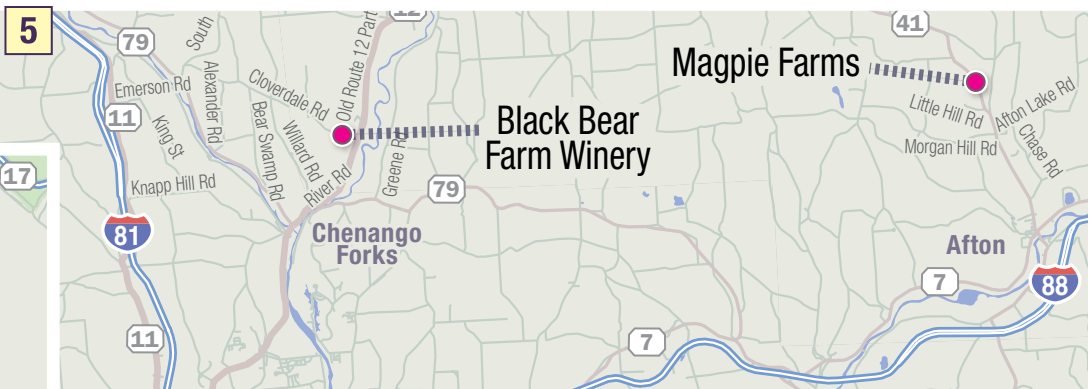 5
79
South
12
41
Old Route 12 Part
Magpie Farms
Alexander Rd
Cloverdale Rd
Emerson Rd
11
King St
Bear Swamp Rd
Willard Rd
Black Bear
Farm Winery
Little Hill Rd
Afton Lake Rd
Chase Rd
Morgan Hill Rd
Greene Rd
17
Knapp Hill Rd
River Rd
79
81
Chenango
Forks
Afton
7
88
11
7